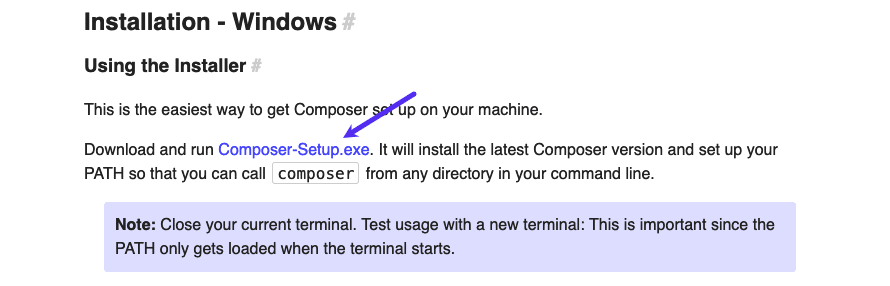 Installation - Windows #
Using the Installer #
This is the easiest way to get Composer set up on your machine.
Download and run Composer-Setup.exe. It will install the latest Composer version and set up your
PATH so that you can call composer from any directory in your command line.
Note: Close your current terminal. Test usage with a new terminal: This is important since the
PATH only gets loaded when the terminal starts.